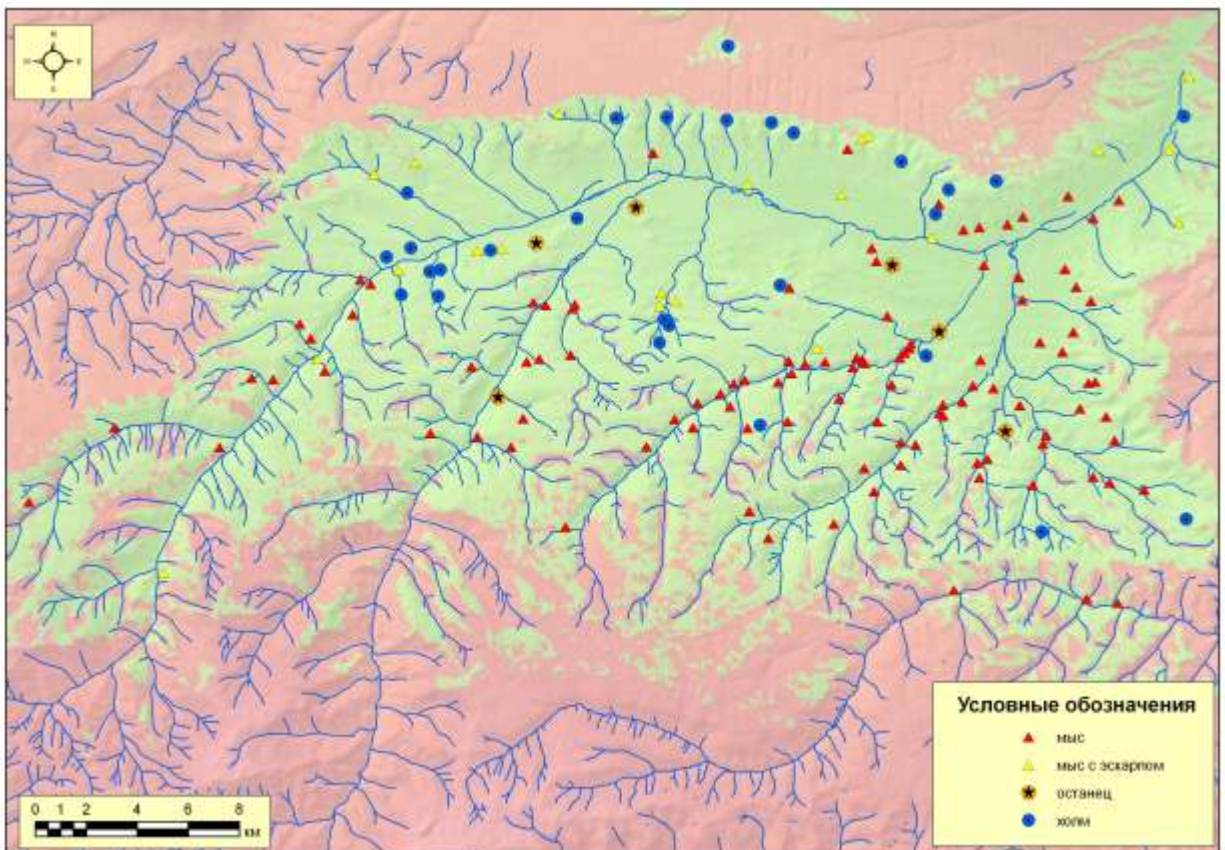 Условные обозначения
мыс
мыс с эскарпом
останец
холм
0 1 2 4 6 8
км